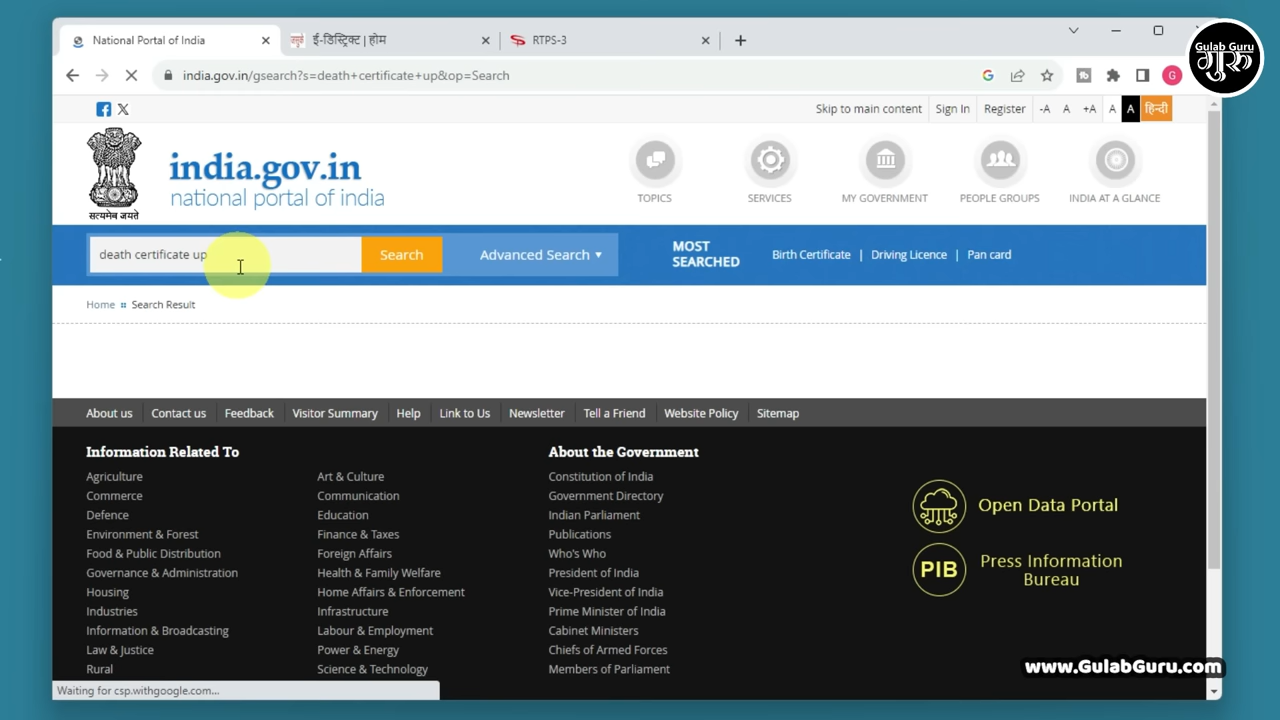 National Portal of India
ई-डिस्ट्रिक्ट | होम
RTPS-3
Gulab Guru
गुरु
india.gov.in/gsearch?s=death+certificate+up&op=Search
G
Skip to main content
Sign In
Register
-A
A
+A
A
A
हिन्दी
सत्यमेव जयते
india.gov.in
national portal of india
TOPICS
SERVICES
MY GOVERNMENT
PEOPLE GROUPS
INDIA AT A GLANCE
death certificate up
Search
Advanced Search
MOST
SEARCHED
Birth Certificate | Driving Licence | Pan card
Home
Search Result
About us
Contact us
Feedback
Visitor Summary
Help
Link to Us
Newsletter
Tell a Friend
Website Policy
Sitemap
Information Related To
Agriculture
Commerce
Defence
Environment & Forest
Food & Public Distribution
Governance & Administration
Housing
Industries
Information & Broadcasting
Law & Justice
Rural
Art & Culture
Communication
Education
Finance & Taxes
Foreign Affairs
Health & Family Welfare
Home Affairs & Enforcement
Infrastructure
Labour & Employment
Power & Energy
Science & Technology
About the Government
Constitution of India
Government Directory
Indian Parliament
Publications
Who's Who
President of India
Vice-President of India
Prime Minister of India
Cabinet Ministers
Chiefs of Armed Forces
Members of Parliament
Open Data Portal
PIB
Press Information
Bureau
www.GulabGuru.com
Waiting for csp.withgoogle.com...